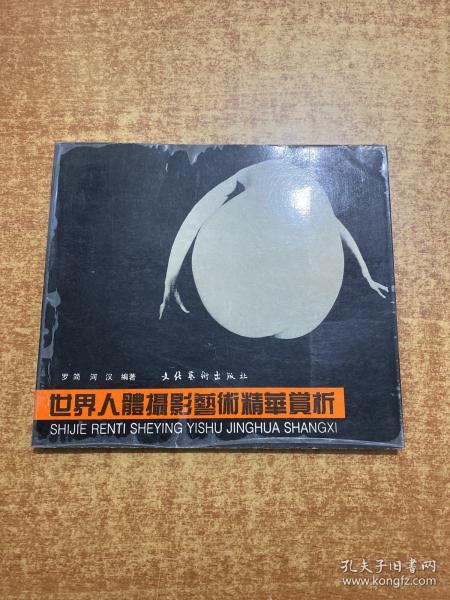 罗简 河汉 编著 文化藝術出版社
世界人體攝影藝術精華賞析
SHIJIE RENTI SHEYING YISHU JINGHUA SHANGXI
孔夫子旧书网
www.kongfz.com